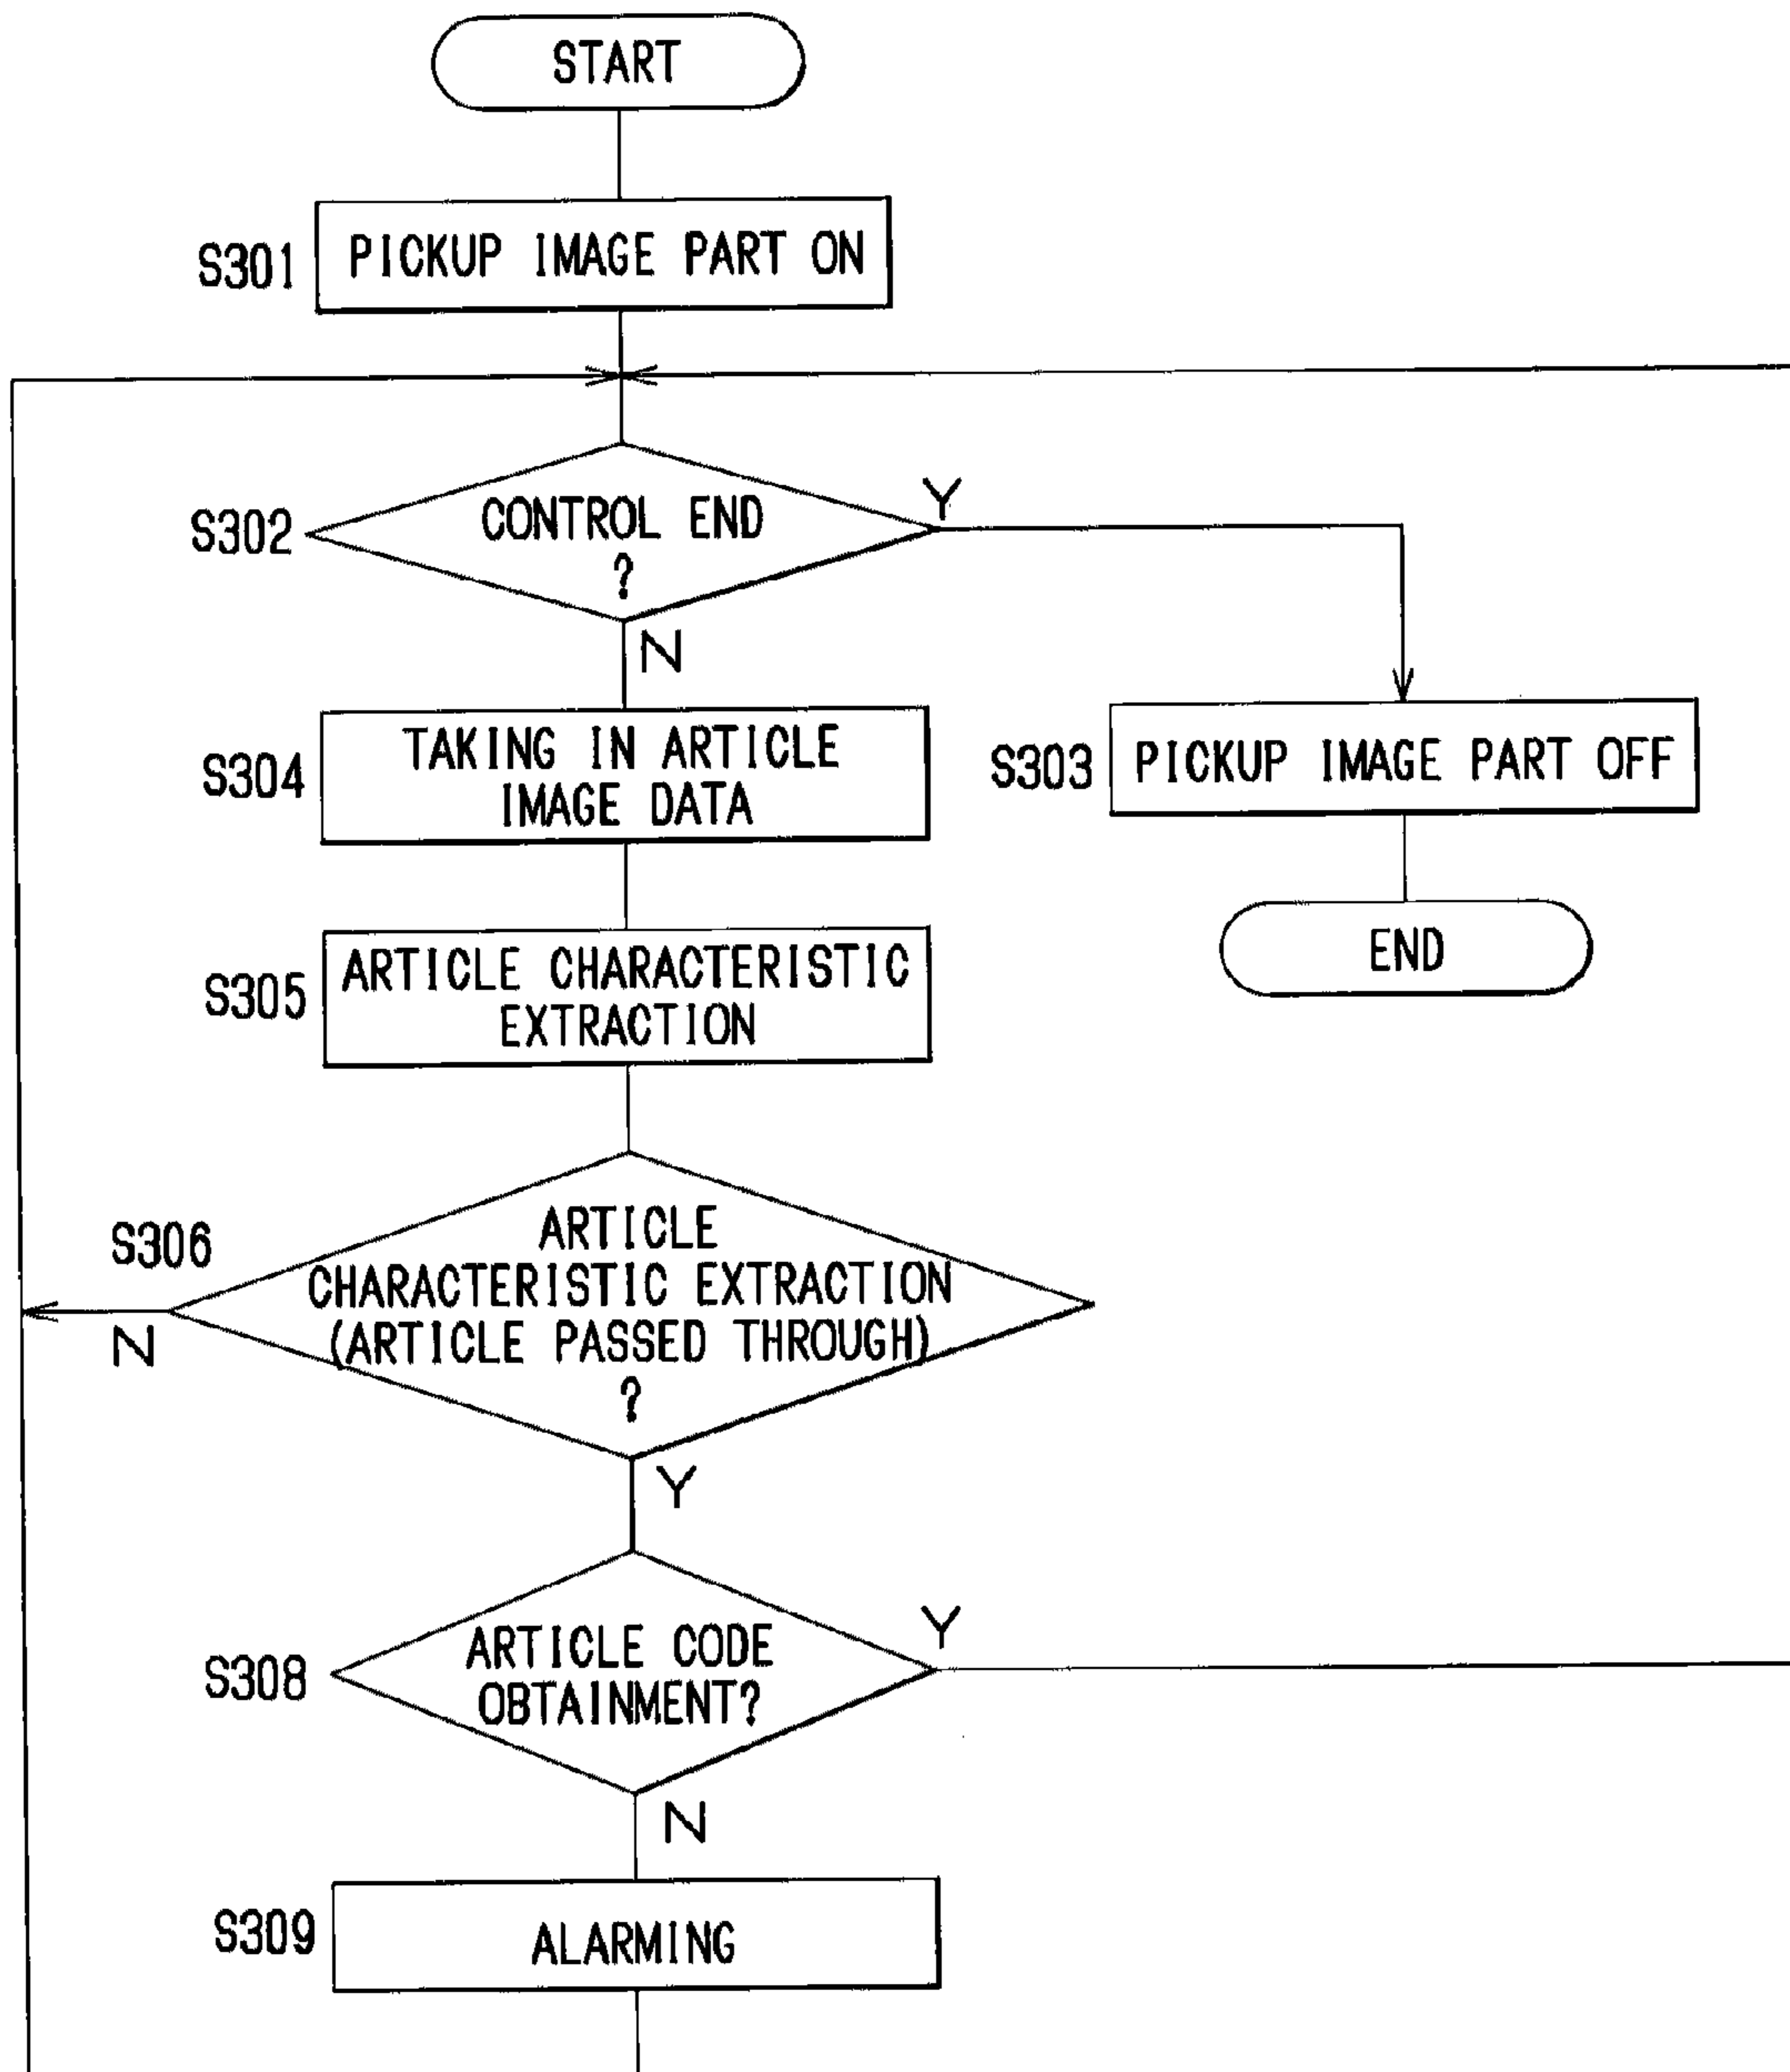 START
S301
PICKUP IMAGE PART ON
S302
CONTROL END
?
Y
N
S304
TAKING IN ARTICLE
IMAGE DATA
S303
PICKUP IMAGE PART OFF
S305
ARTICLE CHARACTERISTIC
EXTRACTION
END
S306
ARTICLE
CHARACTERISTIC EXTRACTION
(ARTICLE PASSED THROUGH)
?
N
Y
S308
ARTICLE CODE
OBTAINMENT?
Y
N
S309
ALARMING